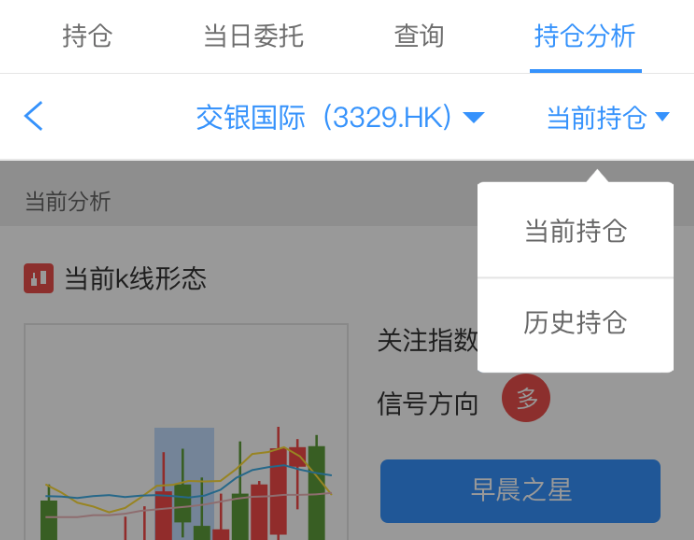 持仓 当日委托 查询 持仓分析
交银国际（3329.HK） 当前持仓
当前分析
当前持仓
当前k线形态
历史持仓
关注指数
信号方向 多
早晨之星